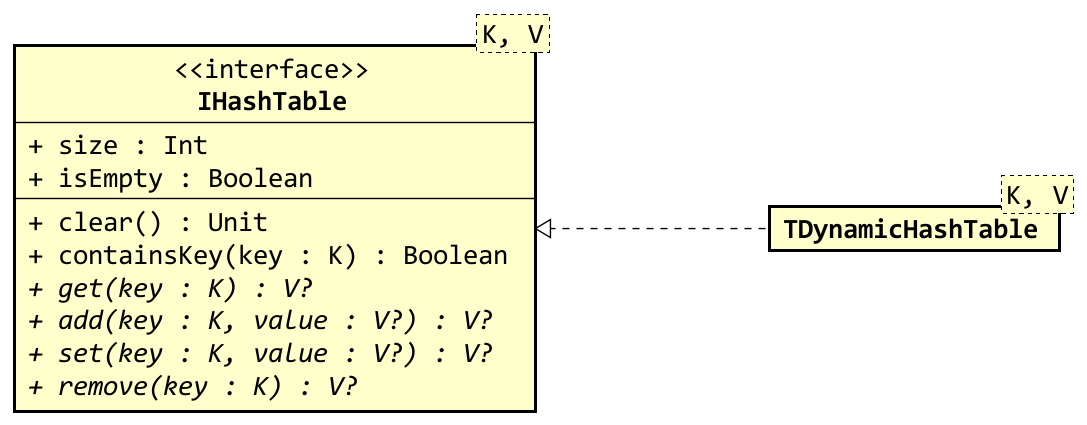 K, V
<<interface>>
IHashTable
+ size : Int
+ isEmpty : Boolean
+ clear() : Unit
+ containsKey(key : K) : Boolean
+ get(key : K) : V?
+ add(key : K, value : V?) : V?
+ set(key : K, value : V?) : V?
+ remove(key : K) : V?
K, V
TDynamicHashTable